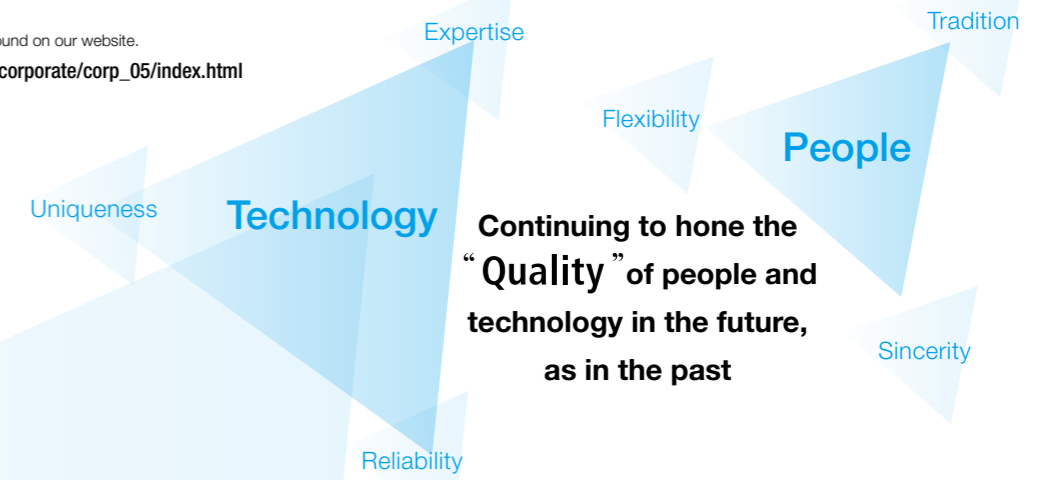 ound on our website.
corporate/corp_05/index.html
Expertise
Tradition
Flexibility
People
Uniqueness
Technology
Continuing to hone the
“Quality” of people and
technology in the future,
as in the past
Sincerity
Reliability